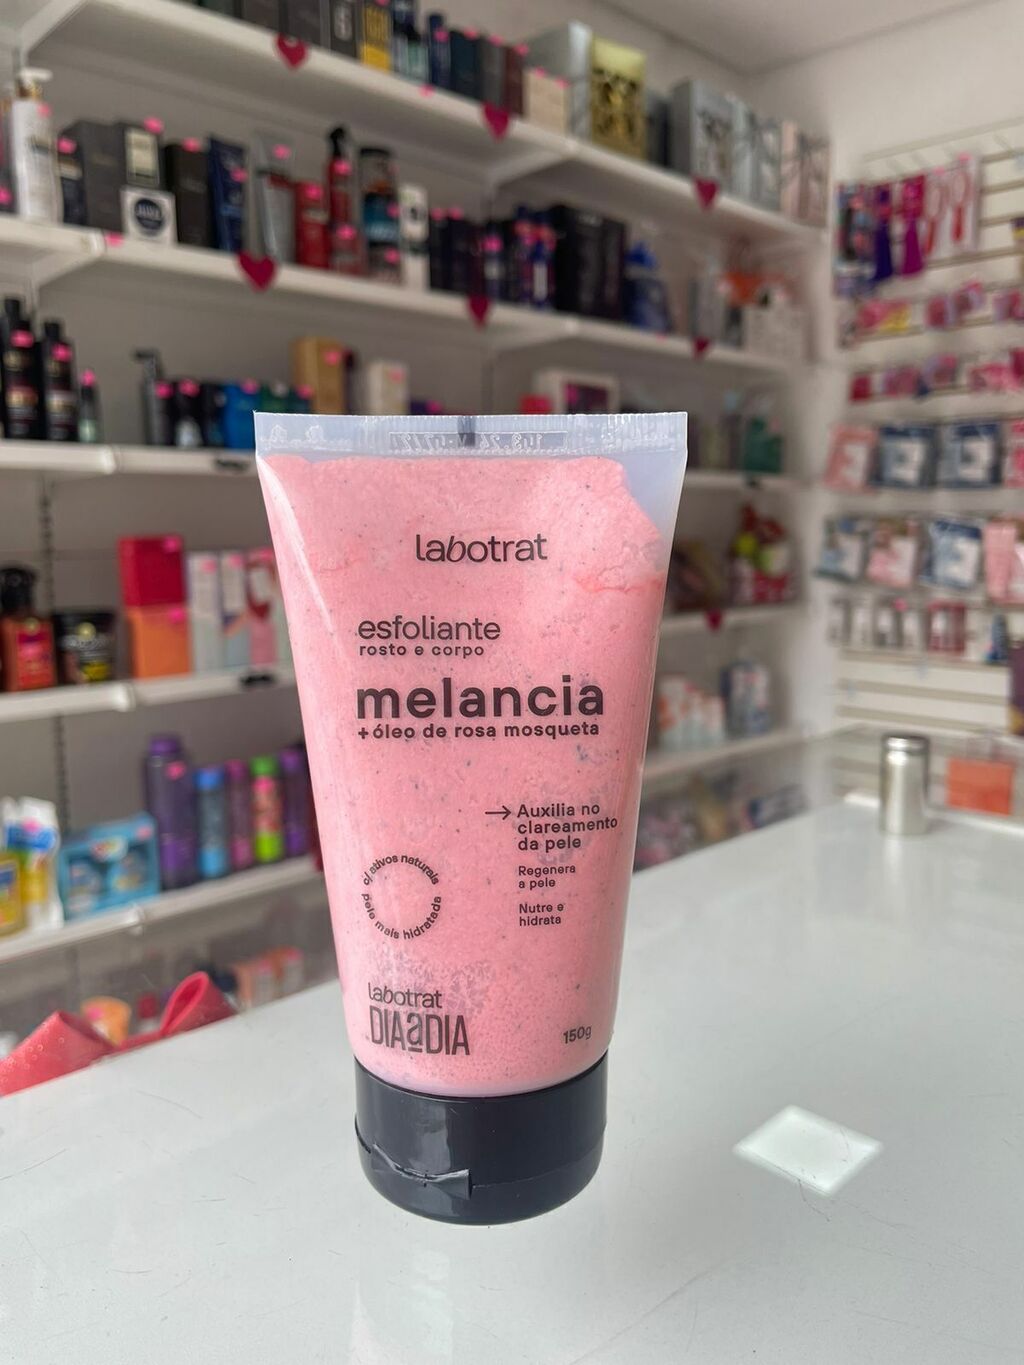 labotrat
esfoliante
rosto e corpo
melancia
+ óleo de rosa mosqueta
→ Auxilia no
clareamento
da pele
Regenera
a pele
Nutre e
hidrata
c/ ativos naturais
pele mais hidratada
labotrat
DIAaDIA
150g